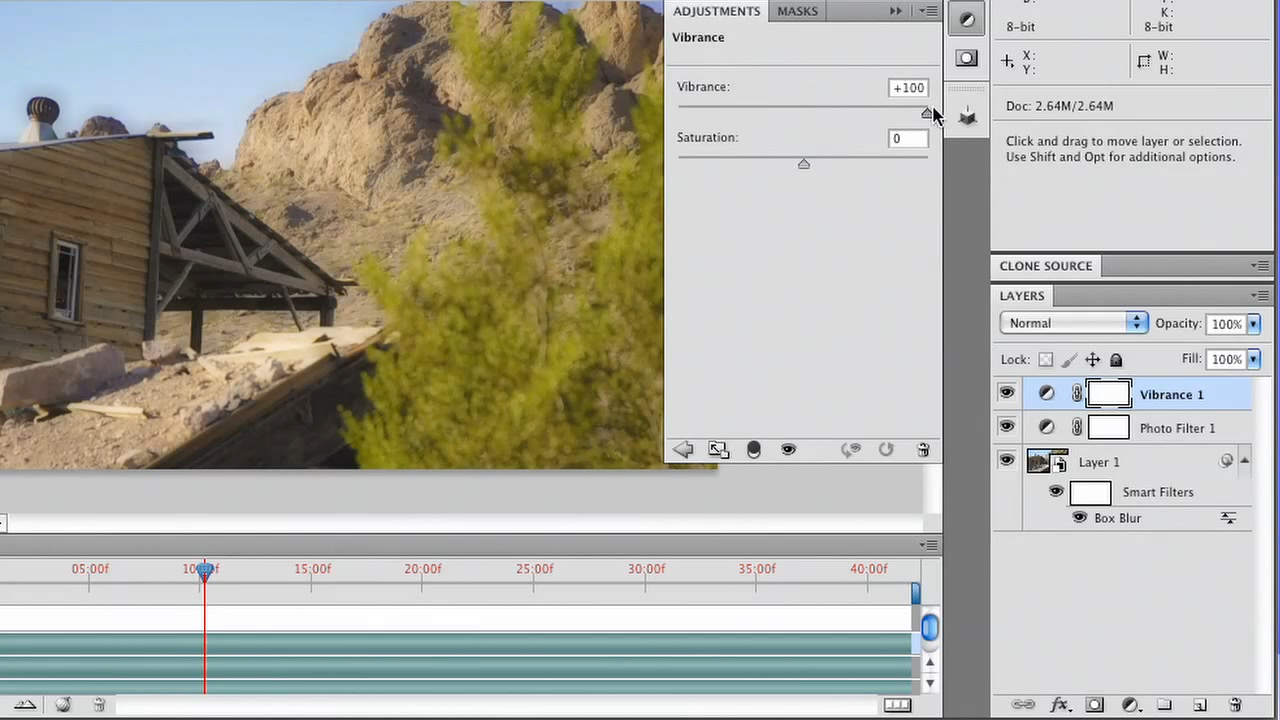 ADJUSTMENTS MASKS
Vibrance
Vibrance: +100
Saturation: 0
K:
8-bit 8-bit
X: W:
Y: H:
Doc: 2.64M/2.64M
Click and drag to move layer or selection.
Use Shift and Opt for additional options.
CLONE SOURCE
LAYERS
Normal Opacity: 100%
Lock: Fill: 100%
Vibrance 1
Photo Filter 1
Layer 1
Smart Filters
Box Blur
fx
05:00f 15:00f 20:00f 25:00f 30:00f 35:00f 40:00f